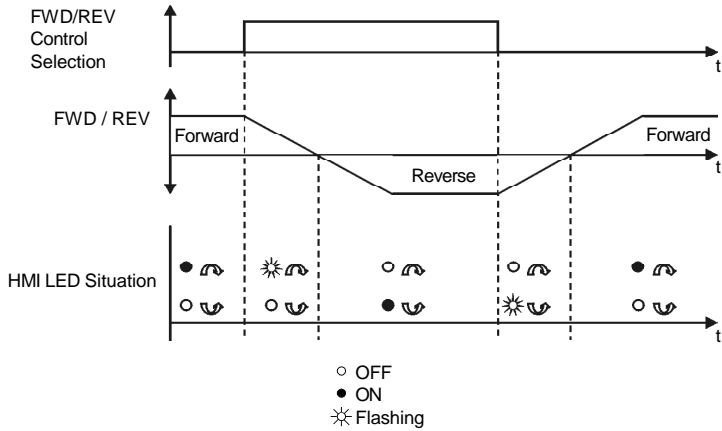 FWD/REV
Control
Selection
t
FWD / REV
Forward
Forward
Reverse
t
HMI LED Situation
t
OFF
ON
Flashing